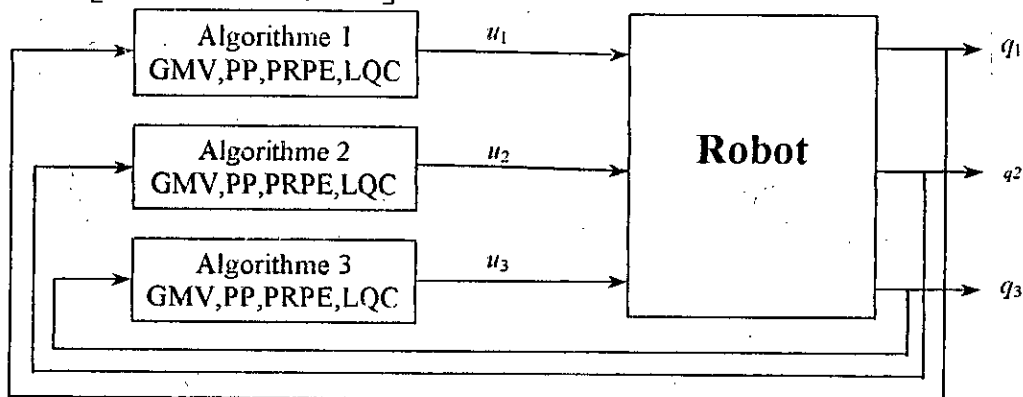 Algorithme 1
GMV,PP,PRPE,LQC
u1
q1
Algorithme 2
GMV,PP,PRPE,LQC
u2
Robot
q2
Algorithme 3
GMV,PP,PRPE,LQC
u3
q3